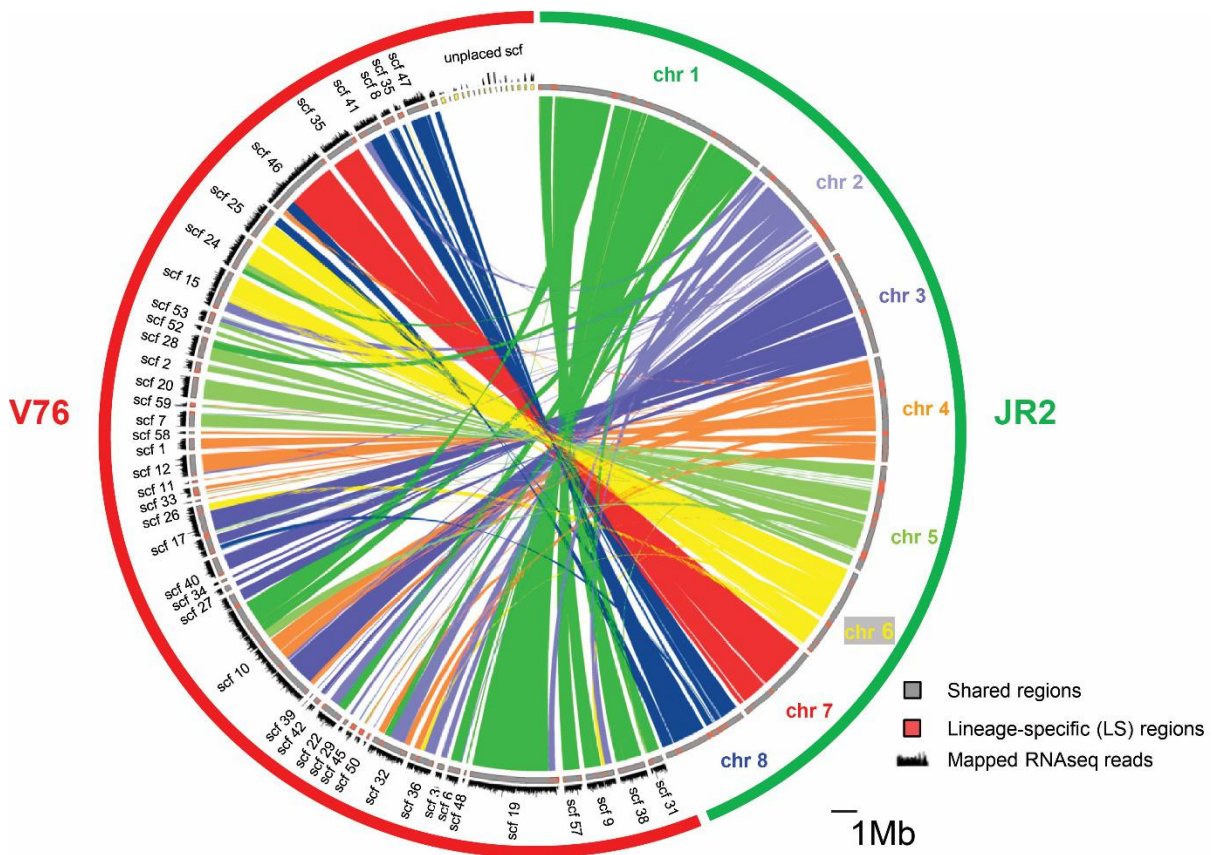 unplaced scf
scf 47
scf 35
scf 8
scf 41
scf 35
scf 46
scf 25
scf 24
scf 15
scf 53
scf 52
scf 28
scf 2
scf 20
scf 59
scf 7
scf 58
scf 1
scf 12
scf 11
scf 33
scf 26
scf 17
scf 40
scf 34
scf 27
scf 10
scf 39
scf 42
scf 22
scf 29
scf 45
scf 50
scf 32
scf 36
scf 3
scf 6
scf 48
scf 19
scf 57
scf 9
scf 38
scf 31
chr 1
chr 2
chr 3
chr 4
chr 5
chr 6
chr 7
chr 8
V76
JR2
Shared regions
Lineage-specific (LS) regions
Mapped RNAseq reads
1Mb